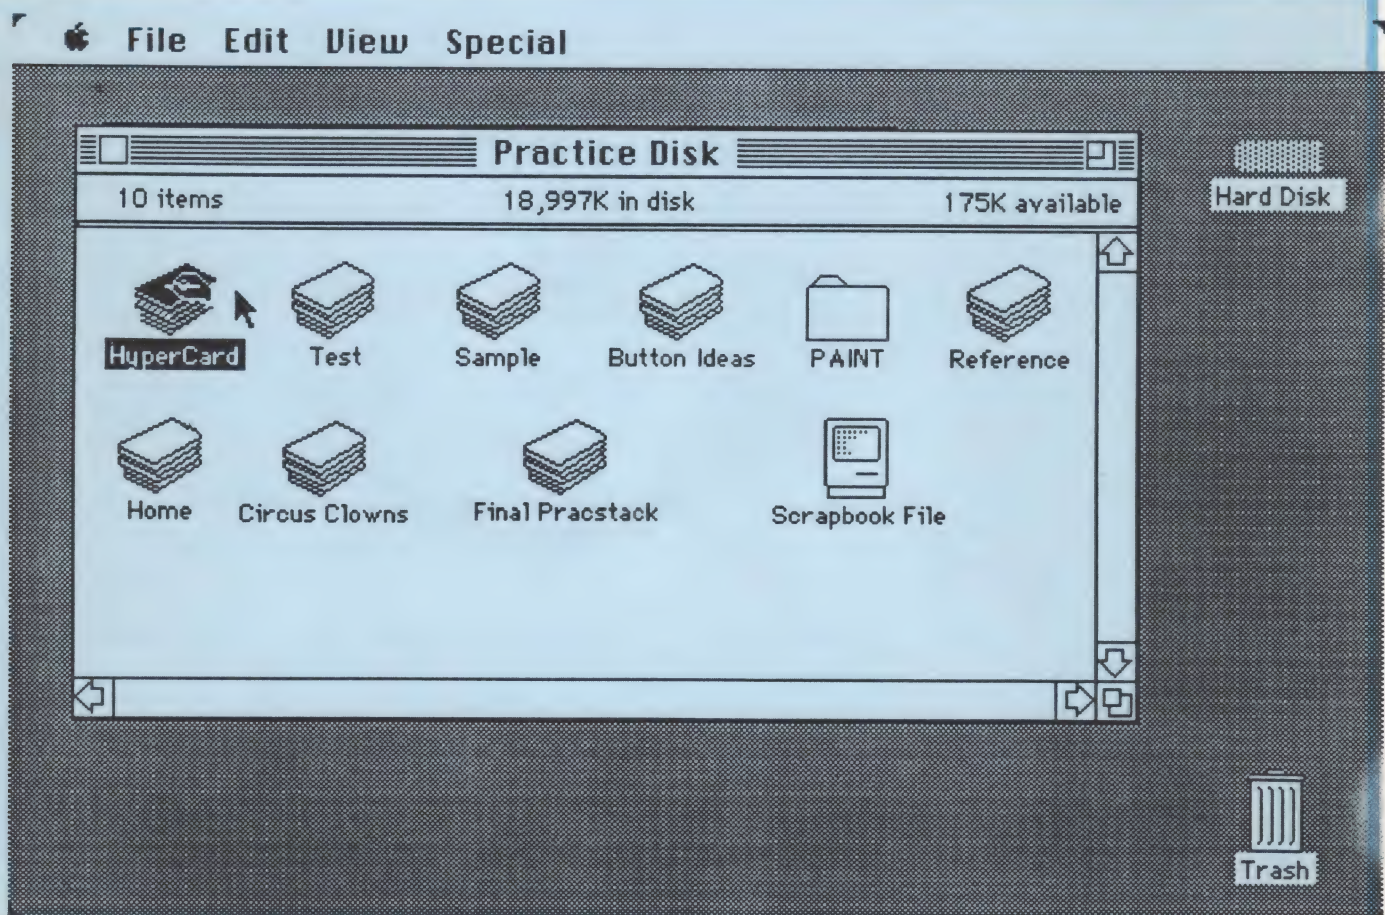 File Edit View Special
Practice Disk
10 items 18,997K in disk 175K available
Hard Disk
HyperCard Test Sample Button Ideas PAINT Reference
Home Circus Clowns Final Pracstack Scrapbook File
Trash